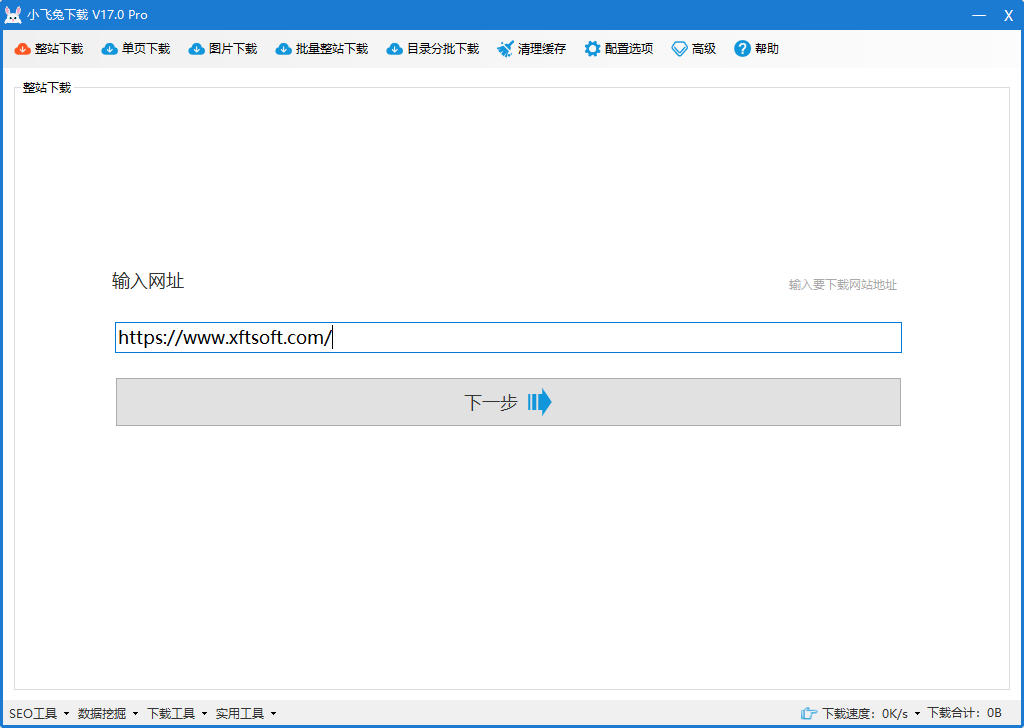 小飞兔下载 V17.0 Pro
整站下载 单页下载 图片下载 批量整站下载 目录分批下载 清理缓存 配置选项 高级 帮助
整站下载
输入网址 输入要下载网站地址
https://www.xftsoft.com/
下一步
SEO工具 数据挖掘 下载工具 实用工具 下载速度：0K/s 下载合计：0B